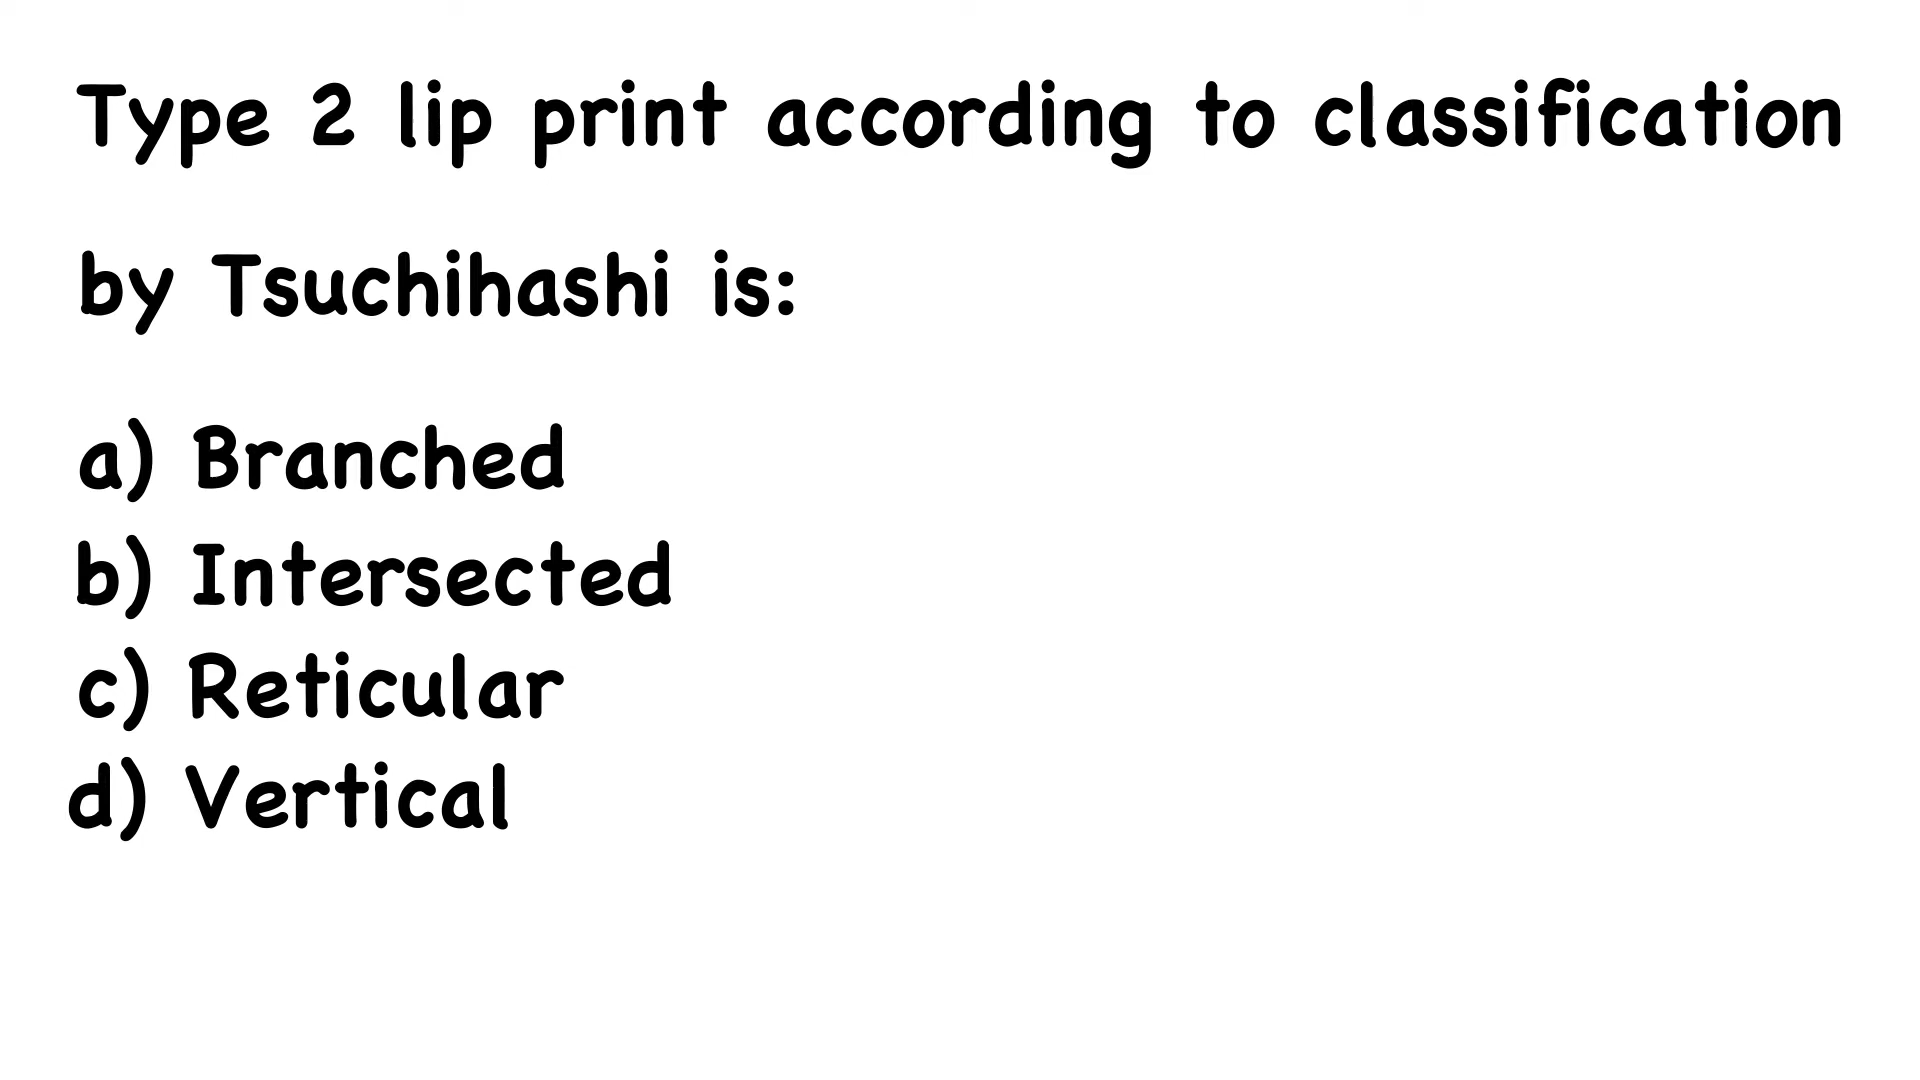 Type 2 lip print according to classification
by Tsuchihashi is:
a) Branched
b) Intersected
c) Reticular
d) Vertical